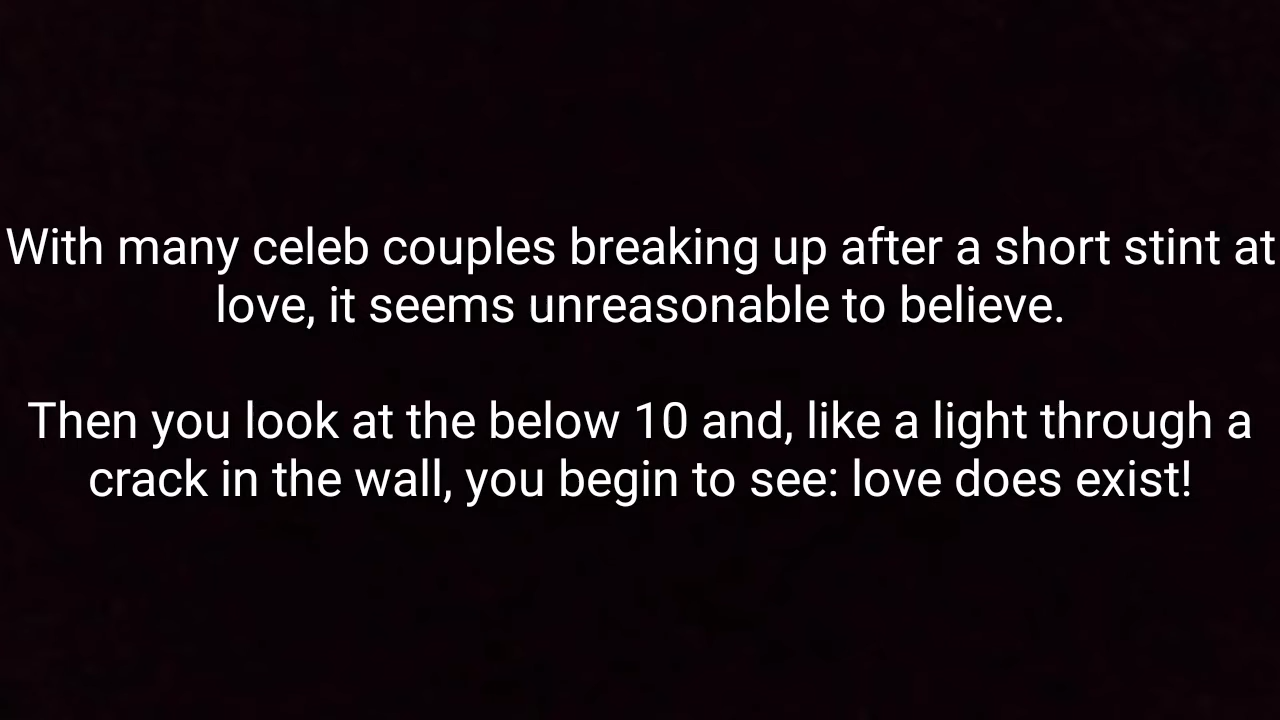 With many celeb couples breaking up after a short stint at
love, it seems unreasonable to believe.
Then you look at the below 10 and, like a light through a
crack in the wall, you begin to see: love does exist!